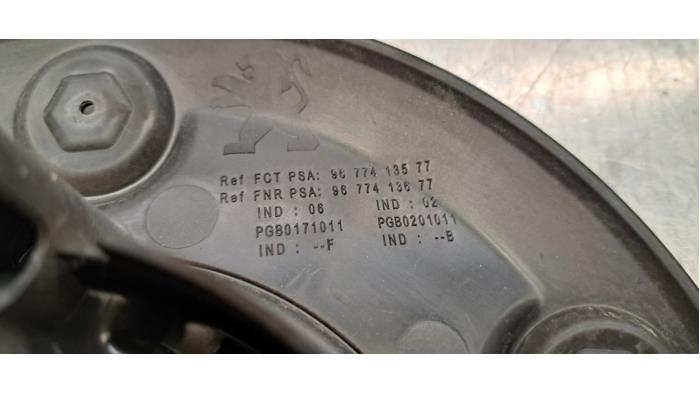 Ref FCT PSA: 96 774 135 77
Ref FNR PSA: 96 774 136 77
IND : 06 IND : 02
PGB0171011 PGB0201011
IND : --F IND : --B